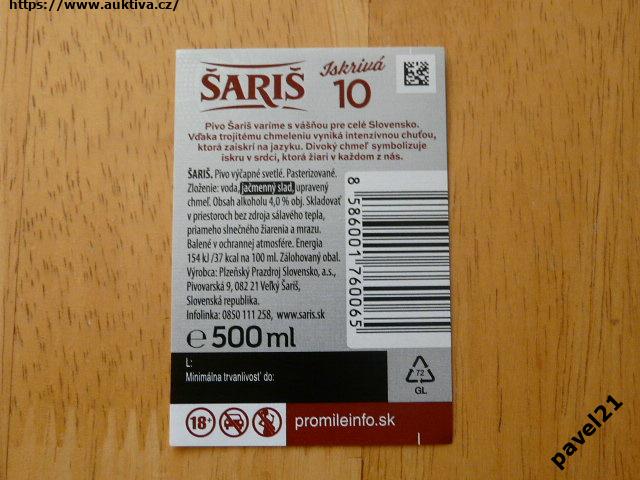 https://www.auktiva.cz/
ŠARIŠ
Iskrivá
10
Pivo Šariš varíme s vášňou pre celé Slovensko.
Vďaka trojitému chmeleniu vyniká intenzívnou chuťou,
ktorá zaiskrí na jazyku. Divoký chmeľ symbolizuje
iskru v srdci, ktorá žiari v každom z nás.
ŠARIŠ. Pivo výčapné svetlé. Pasterizované.
Zloženie: voda, jačmenný slad, upravený
chmeľ. Obsah alkoholu 4,0 % obj. Skladovať
v priestoroch bez zdroja sálavého tepla,
priameho slnečného žiarenia a mrazu.
Balené v ochrannej atmosfére. Energia
154 kJ /37 kcal na 100 ml. Zálohovaný obal.
Výrobca: Plzeňský Prazdroj Slovensko, a.s.,
Pivovarská 9, 082 21 Veľký Šariš,
Slovenská republika.
Infolinka: 0850 111 258, www.saris.sk
8 586001 760065
e 500 ml
L:
Minimálna trvanlivosť do:
72
GL
18+
promileinfo.sk
pavel21